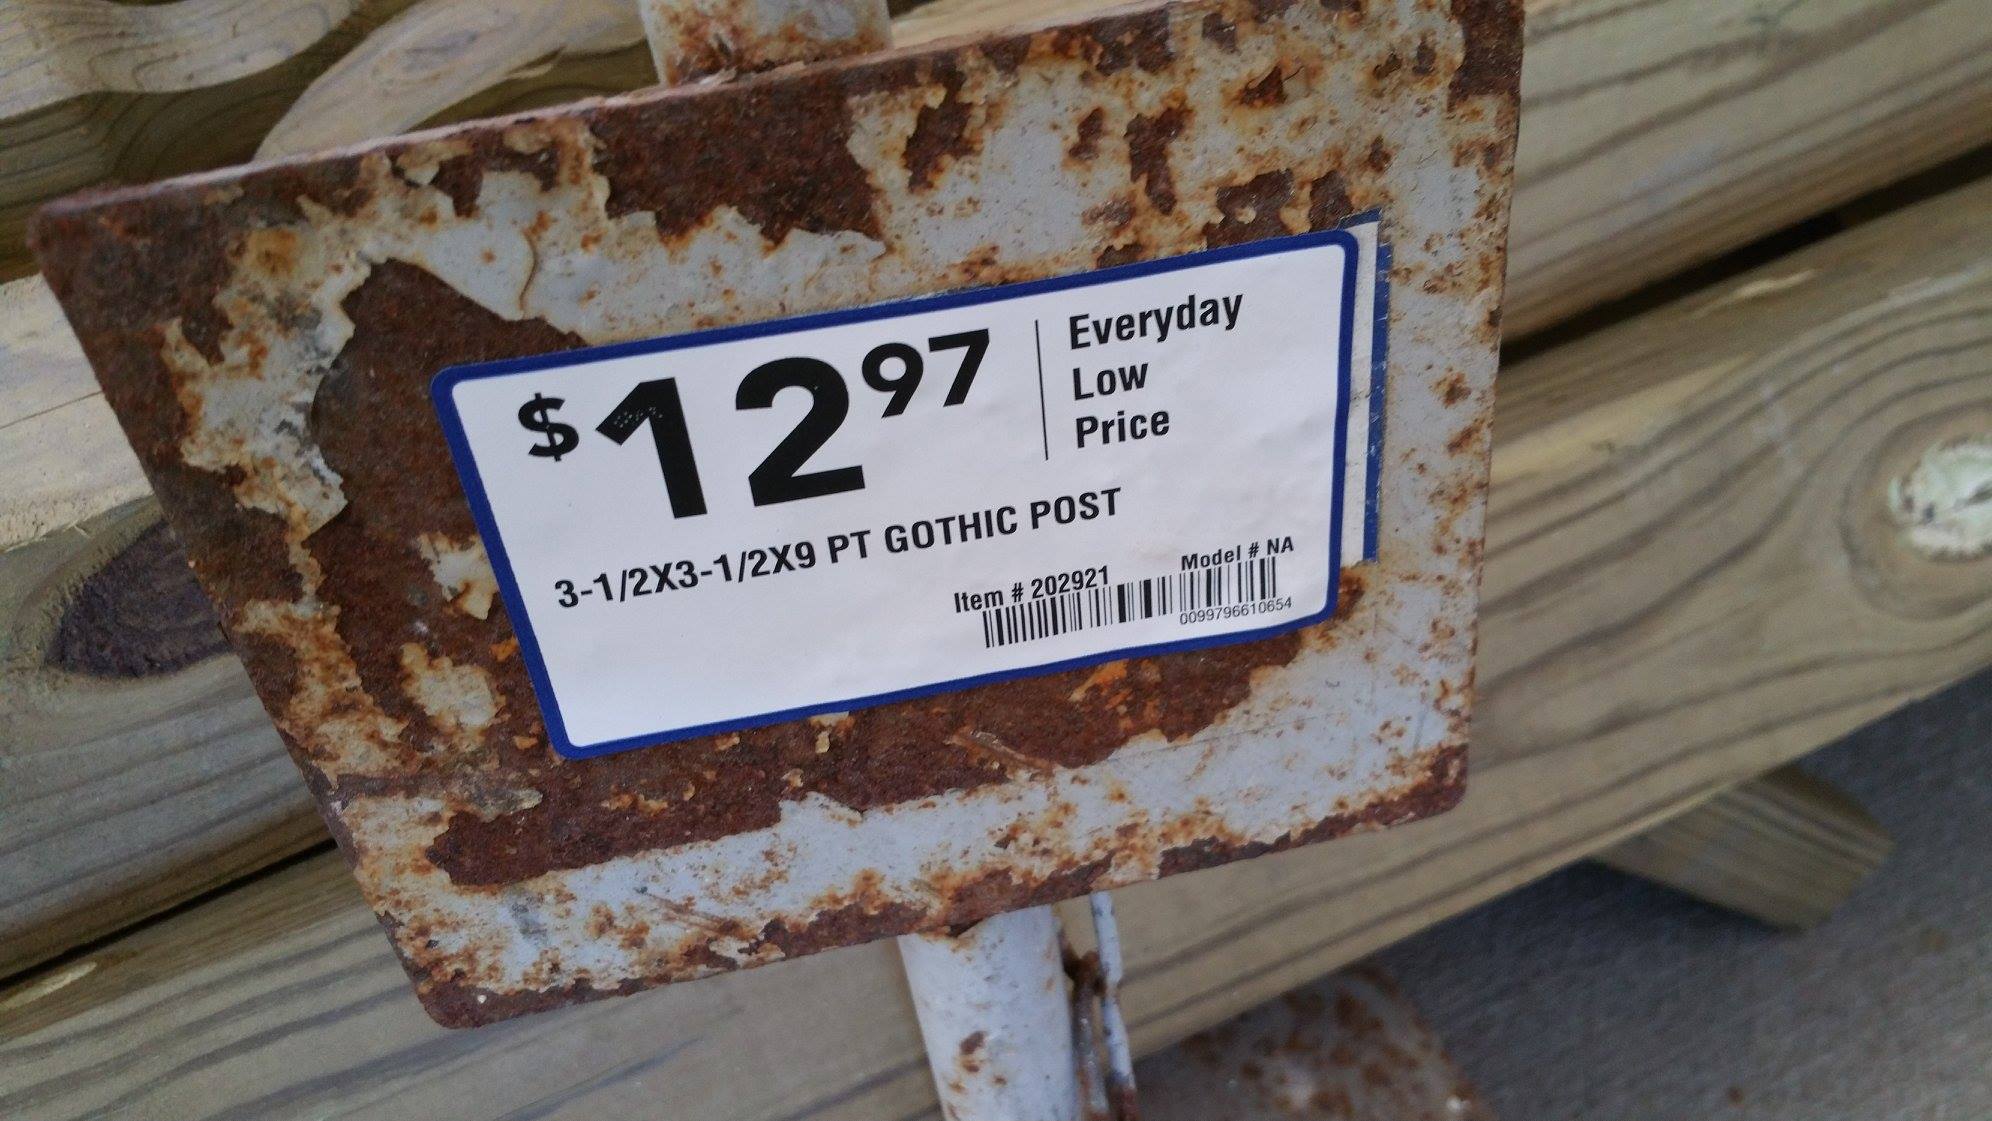 $12 97
Everyday
Low
Price
3-1/2X3-1/2X9 PT GOTHIC POST
Item # 202921
Model # NA
0099796610654